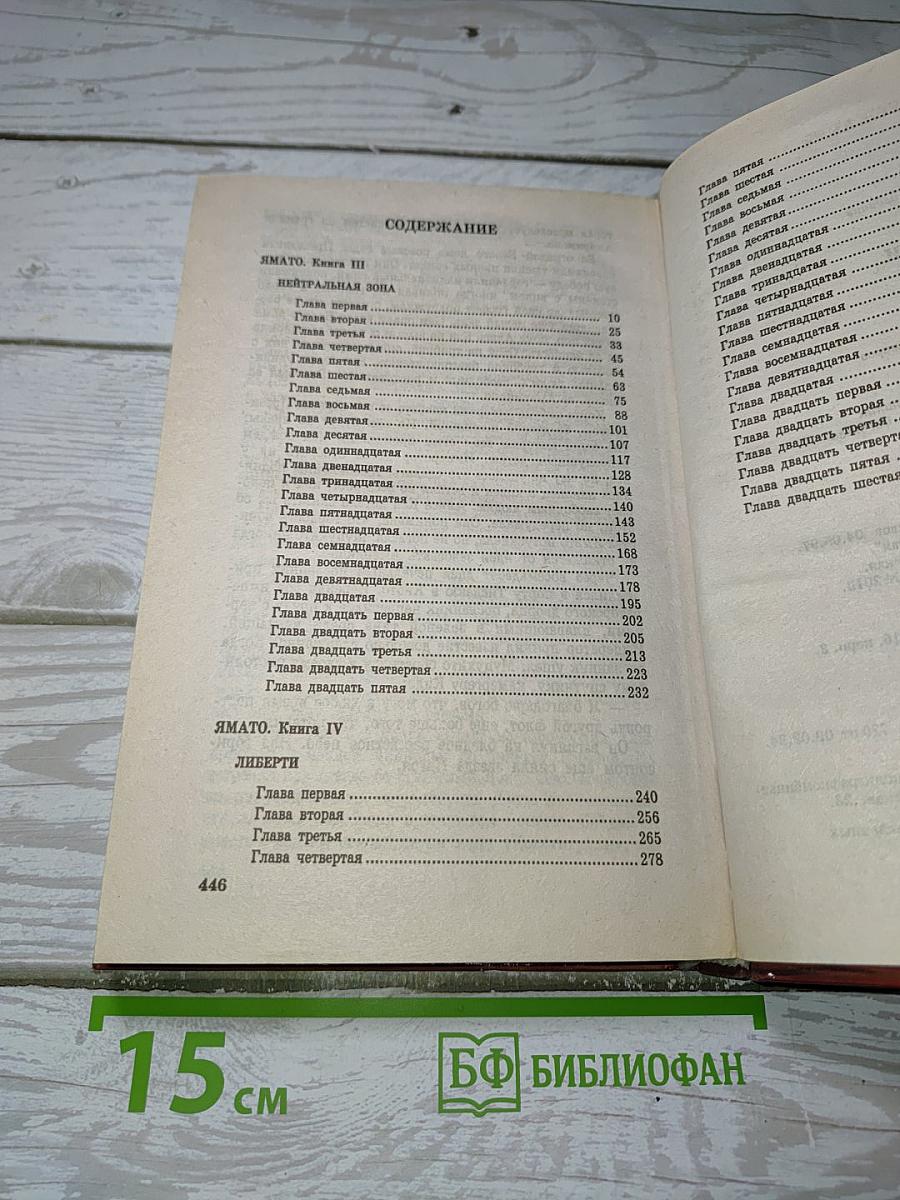 СОДЕРЖАНИЕ
ЯМАТО. Книга III
НЕЙТРАЛЬНАЯ ЗОНА
Глава первая 10
Глава вторая 25
Глава третья 33
Глава четвертая 45
Глава пятая 54
Глава шестая 63
Глава седьмая 75
Глава восьмая 88
Глава девятая 101
Глава десятая 107
Глава одиннадцатая 117
Глава двенадцатая 128
Глава тринадцатая 134
Глава четырнадцатая 140
Глава пятнадцатая 143
Глава шестнадцатая 152
Глава семнадцатая 168
Глава восемнадцатая 173
Глава девятнадцатая 178
Глава двадцатая 195
Глава двадцать первая 202
Глава двадцать вторая 205
Глава двадцать третья 213
Глава двадцать четвертая 223
Глава двадцать пятая 232
ЯМАТО. Книга IV
ЛИБЕРТИ
Глава первая 240
Глава вторая 256
Глава третья 265
Глава четвертая 278
446
Глава пятая
Глава шестая
Глава седьмая
Глава восьмая
Глава девятая
Глава десятая
Глава одиннадцатая
Глава двенадцатая
Глава тринадцатая
Глава четырнадцатая
Глава пятнадцатая
Глава шестнадцатая
Глава семнадцатая
Глава восемнадцатая
Глава девятнадцатая
Глава двадцатая
Глава двадцать первая
Глава двадцать вторая
Глава двадцать третья
Глава двадцать четверта
Глава двадцать пятая
Глава двадцать шестая
15 см
БФ БИБЛИОФАН